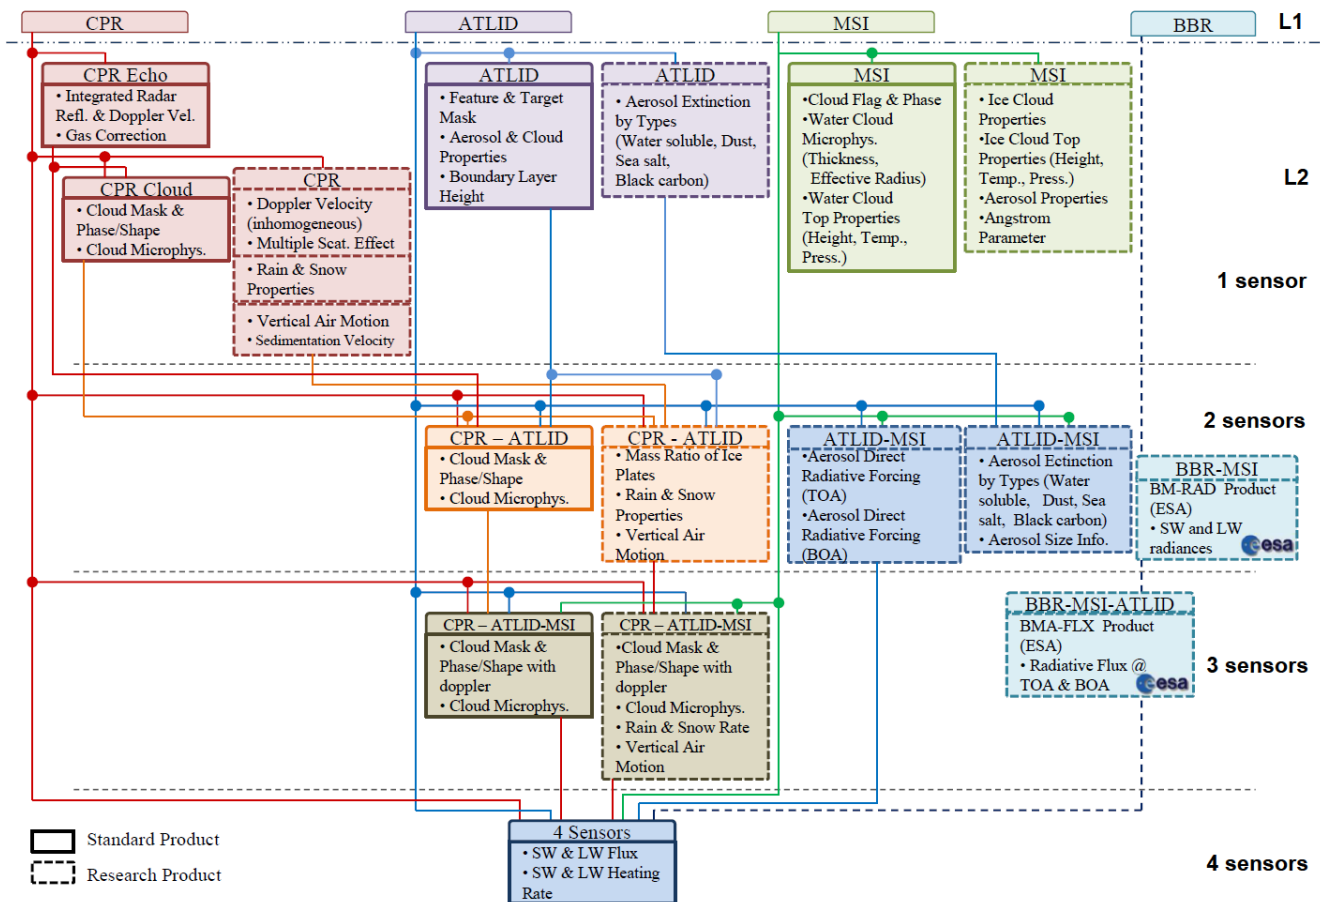 CPR
ATLID
MSI
BBR
L1
CPR Echo
• Integrated Radar
Refl. & Doppler Vel.
• Gas Correction
ATLID
• Feature & Target
Mask
• Aerosol & Cloud
Properties
• Boundary Layer
Height
ATLID
• Aerosol Extinction
by Types
(Water soluble, Dust,
Sea salt,
Black carbon)
MSI
•Cloud Flag & Phase
•Water Cloud
Microphys.
(Thickness,
Effective Radius)
•Water Cloud
Top Properties
(Height, Temp.,
Press.)
MSI
• Ice Cloud
Properties
•Ice Cloud Top
Properties (Height,
Temp., Press.)
•Aerosol Properties
•Angstrom
Parameter
L2
CPR Cloud
• Cloud Mask &
Phase/Shape
• Cloud Microphys.
CPR
• Doppler Velocity
(inhomogeneous)
• Multiple Scat. Effect
• Rain & Snow
Properties
• Vertical Air Motion
• Sedimentation Velocity
1 sensor
2 sensors
CPR – ATLID
• Cloud Mask &
Phase/Shape
• Cloud Microphys.
CPR - ATLID
• Mass Ratio of Ice
Plates
• Rain & Snow
Properties
• Vertical Air
Motion
ATLID-MSI
•Aerosol Direct
Radiative Forcing
(TOA)
•Aerosol Direct
Radiative Forcing
(BOA)
ATLID-MSI
• Aerosol Ectinction
by Types (Water
soluble, Dust, Sea
salt, Black carbon)
• Aerosol Size Info.
BBR-MSI
BM-RAD Product
(ESA)
• SW and LW
radiances
esa
CPR – ATLID-MSI
• Cloud Mask &
Phase/Shape with
doppler
• Cloud Microphys.
CPR – ATLID-MSI
•Cloud Mask &
Phase/Shape with
doppler
• Cloud Microphys.
• Rain & Snow Rate
• Vertical Air
Motion
BBR-MSI-ATLID
BMA-FLX Product
(ESA)
• Radiative Flux @
TOA & BOA
esa
3 sensors
4 Sensors
• SW & LW Flux
• SW & LW Heating
Rate
4 sensors
Standard Product
Research Product